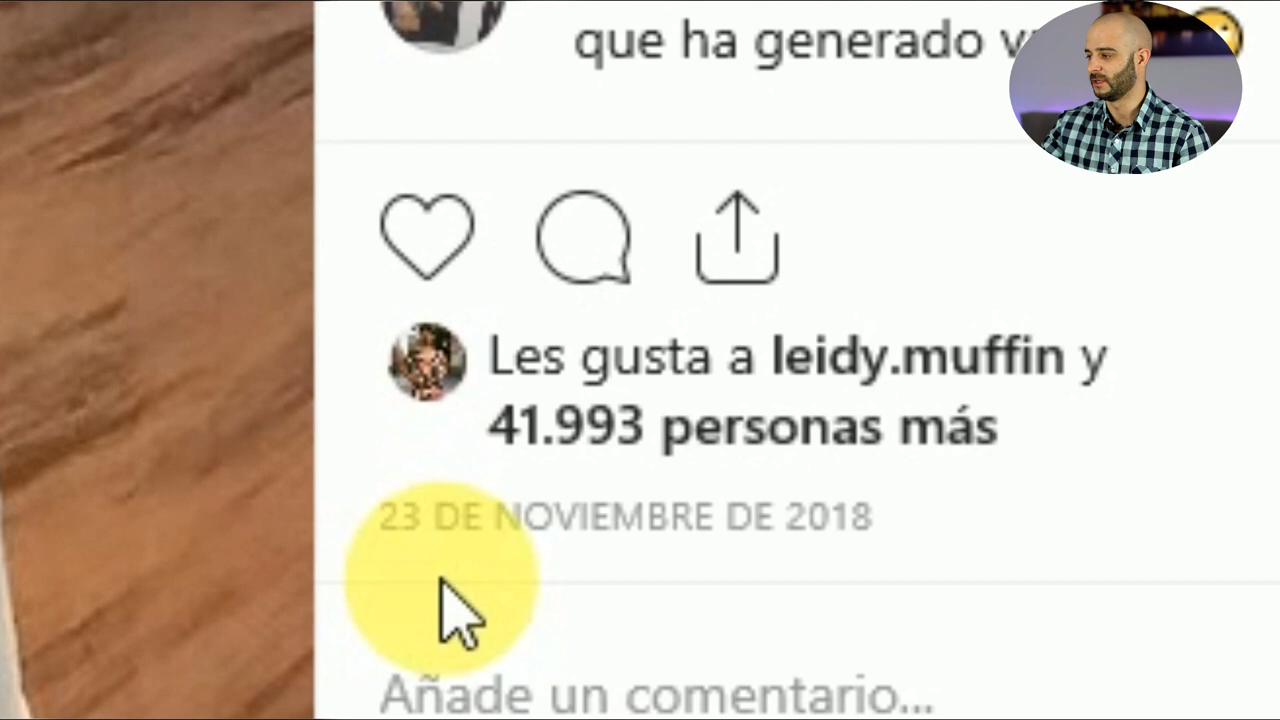 que ha generado
Les gusta a leidy.muffin y
41.993 personas más
23 DE NOVIEMBRE DE 2018
Añade un comentario...